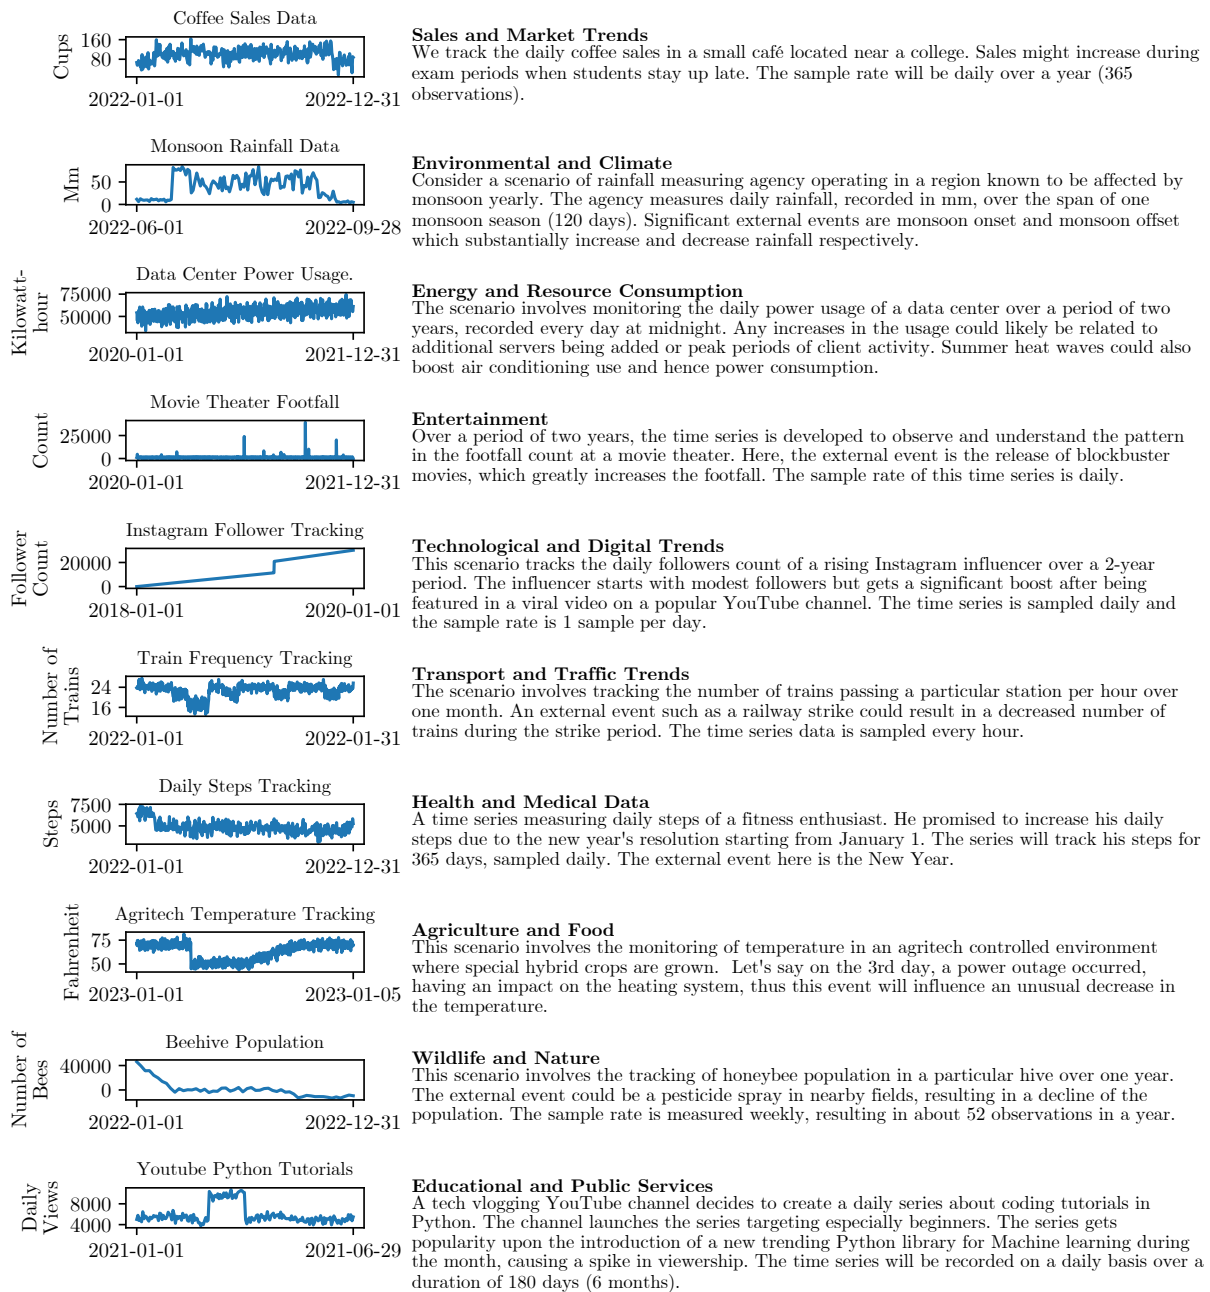 Coffee Sales Data
Cups
160
80
2022-01-01
2022-12-31
Sales and Market Trends
We track the daily coffee sales in a small café located near a college. Sales might increase during
exam periods when students stay up late. The sample rate will be daily over a year (365
observations).
Monsoon Rainfall Data
Mm
50
0
2022-06-01
2022-09-28
Environmental and Climate
Consider a scenario of rainfall measuring agency operating in a region known to be affected by
monsoon yearly. The agency measures daily rainfall, recorded in mm, over the span of one
monsoon season (120 days). Significant external events are monsoon onset and monsoon offset
which substantially increase and decrease rainfall respectively.
Data Center Power Usage.
Kilowatt-
hour
75000
50000
2020-01-01
2021-12-31
Energy and Resource Consumption
The scenario involves monitoring the daily power usage of a data center over a period of two
years, recorded every day at midnight. Any increases in the usage could likely be related to
additional servers being added or peak periods of client activity. Summer heat waves could also
boost air conditioning use and hence power consumption.
Movie Theater Footfall
Count
25000
0
2020-01-01
2021-12-31
Entertainment
Over a period of two years, the time series is developed to observe and understand the pattern
in the footfall count at a movie theater. Here, the external event is the release of blockbuster
movies, which greatly increases the footfall. The sample rate of this time series is daily.
Instagram Follower Tracking
Follower
Count
20000
0
2018-01-01
2020-01-01
Technological and Digital Trends
This scenario tracks the daily followers count of a rising Instagram influencer over a 2-year
period. The influencer starts with modest followers but gets a significant boost after being
featured in a viral video on a popular YouTube channel. The time series is sampled daily and
the sample rate is 1 sample per day.
Train Frequency Tracking
Number of
Trains
24
16
2022-01-01
2022-01-31
Transport and Traffic Trends
The scenario involves tracking the number of trains passing a particular station per hour over
one month. An external event such as a railway strike could result in a decreased number of
trains during the strike period. The time series data is sampled every hour.
Daily Steps Tracking
Steps
7500
5000
2022-01-01
2022-12-31
Health and Medical Data
A time series measuring daily steps of a fitness enthusiast. He promised to increase his daily
steps due to the new year's resolution starting from January 1. The series will track his steps for
365 days, sampled daily. The external event here is the New Year.
Agritech Temperature Tracking
Fahrenheit
75
50
2023-01-01
2023-01-05
Agriculture and Food
This scenario involves the monitoring of temperature in an agritech controlled environment
where special hybrid crops are grown.  Let's say on the 3rd day, a power outage occurred,
having an impact on the heating system, thus this event will influence an unusual decrease in
the temperature.
Beehive Population
Number of
Bees
40000
0
2022-01-01
2022-12-31
Wildlife and Nature
This scenario involves the tracking of honeybee population in a particular hive over one year.
The external event could be a pesticide spray in nearby fields, resulting in a decline of the
population. The sample rate is measured weekly, resulting in about 52 observations in a year.
Youtube Python Tutorials
Daily
Views
8000
4000
2021-01-01
2021-06-29
Educational and Public Services
A tech vlogging YouTube channel decides to create a daily series about coding tutorials in
Python. The channel launches the series targeting especially beginners. The series gets
popularity upon the introduction of a new trending Python library for Machine learning during
the month, causing a spike in viewership. The time series will be recorded on a daily basis over a
duration of 180 days (6 months).